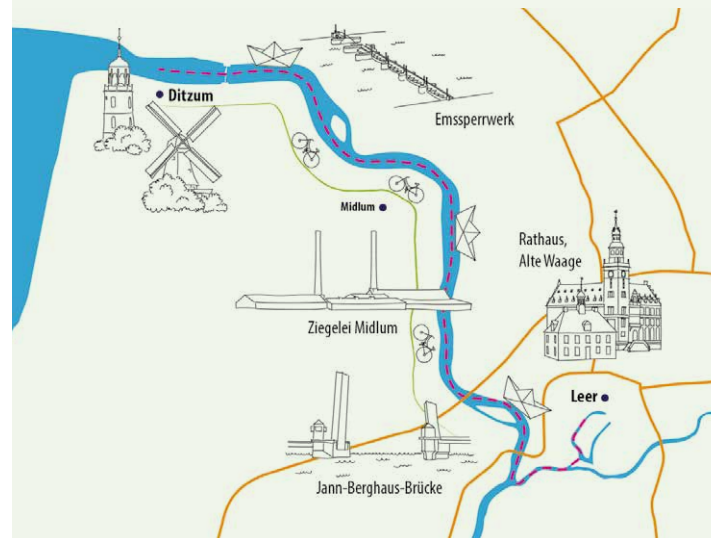 Emssperrwerk
Ditzum
Midlum
Rathaus,
Alte Waage
Ziegelei Midlum
Leer
Jann-Berghaus-Brücke